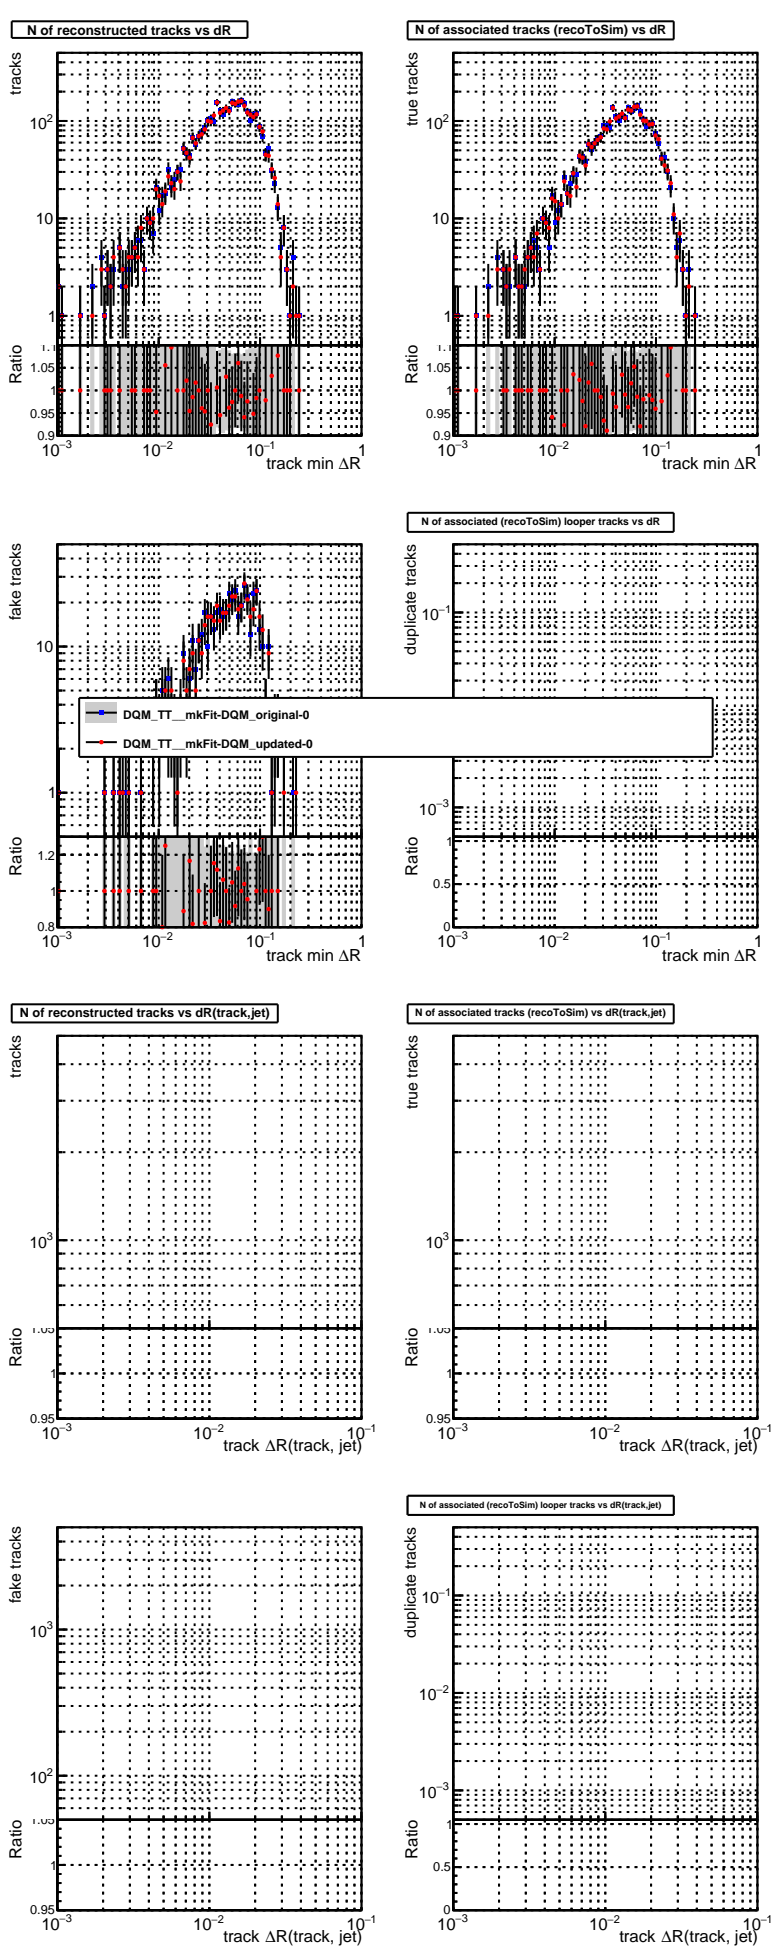 N of reconstructed tracks vs dR
tracks
10²
10
1
Ratio
1.1
1.05
1
0.95
0.9
10⁻³ 10⁻² 10⁻¹ 1
track min ΔR
N of associated tracks (recoToSim) vs dR
true tracks
10²
10
1
Ratio
1.1
1.05
1
0.95
0.9
10⁻³ 10⁻² 10⁻¹ 1
track min ΔR
fake tracks
10
1
Ratio
1.2
1
0.8
10⁻³ 10⁻² 10⁻¹ 1
track min ΔR
N of associated (recoToSim) looper tracks vs dR
duplicate tracks
10⁻¹
10⁻³
Ratio
1
0.5
0
10⁻³ 10⁻² 10⁻¹ 1
track min ΔR
DQM_TT__mkFit-DQM_original-0
DQM_TT__mkFit-DQM_updated-0
N of reconstructed tracks vs dR(track,jet)
tracks
10³
Ratio
1.05
1
0.95
10⁻³ 10⁻² 10⁻¹
track ΔR(track, jet)
N of associated tracks (recoToSim) vs dR(track,jet)
true tracks
10³
Ratio
1.05
1
0.95
10⁻³ 10⁻² 10⁻¹
track ΔR(track, jet)
fake tracks
10³
10²
Ratio
1.05
1
0.95
10⁻³ 10⁻² 10⁻¹
track ΔR(track, jet)
N of associated (recoToSim) looper tracks vs dR(track,jet)
duplicate tracks
10⁻¹
10⁻²
10⁻³
Ratio
1
0.5
0
10⁻³ 10⁻² 10⁻¹
track ΔR(track, jet)